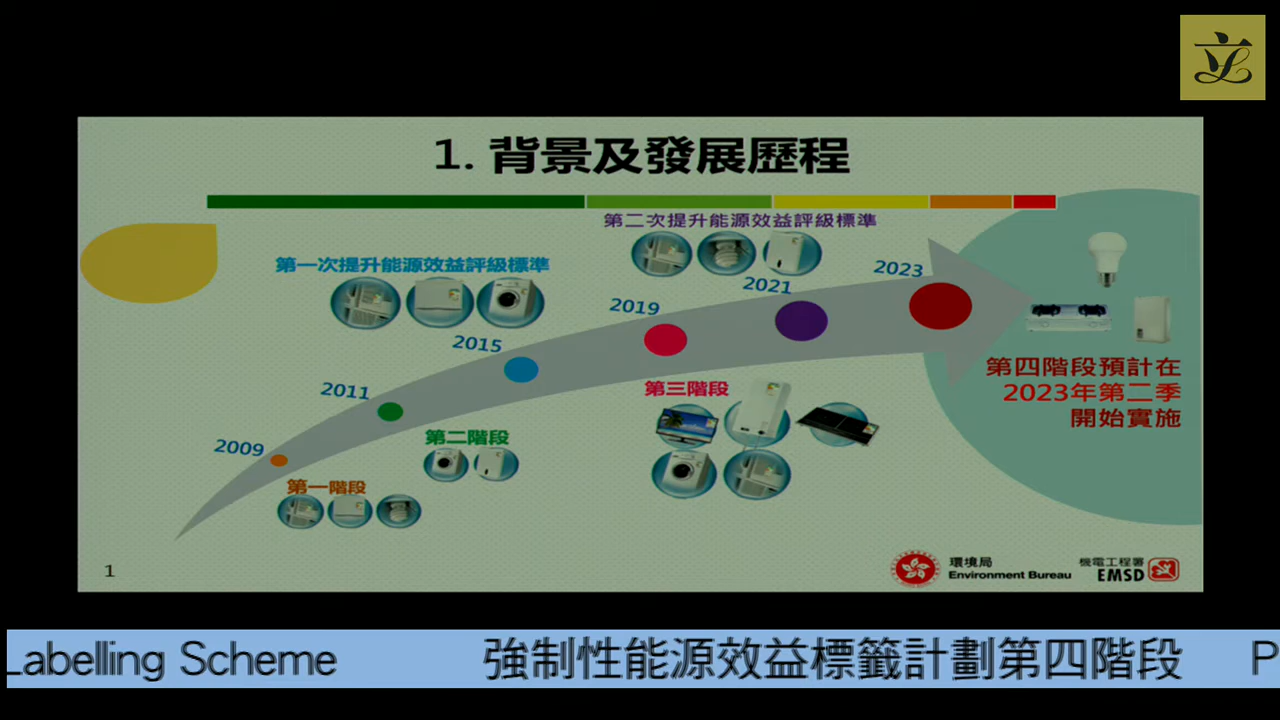 1. 背景及發展歷程
第二次提升能源效益評級標準
第一次提升能源效益評級標準
2023
2021
2019
2015
2011
2009
第四階段預計在
2023年第二季
開始實施
第三階段
第二階段
第一階段
1
環境局
Environment Bureau
機電工程署
EMSD
Labelling Scheme 強制性能源效益標籤計劃第四階段 P